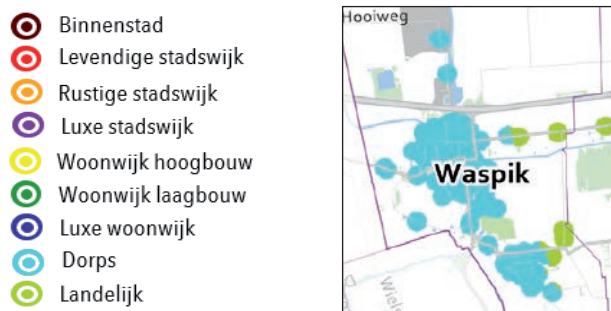 Binnenstad
Levendige stadswijk
Rustige stadswijk
Luxe stadswijk
Woonwijk hoogbouw
Woonwijk laagbouw
Luxe woonwijk
Dorps
Landelijk
Hooiweg
Waspik